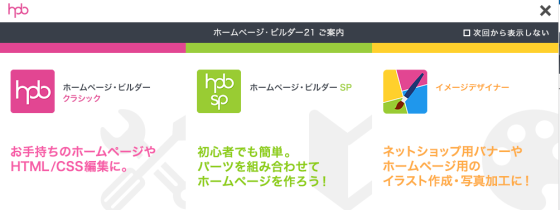 hpb
ホームページ・ビルダー21 ご案内
次回から表示しない
hpb
ホームページ・ビルダー
クラシック
お手持ちのホームページや
HTML/CSS編集に。
hpb
sp
ホームページ・ビルダー SP
初心者でも簡単。
パーツを組み合わせて
ホームページを作ろう！
イメージデザイナー
ネットショップ用バナーや
ホームページ用の
イラスト作成・写真加工に！